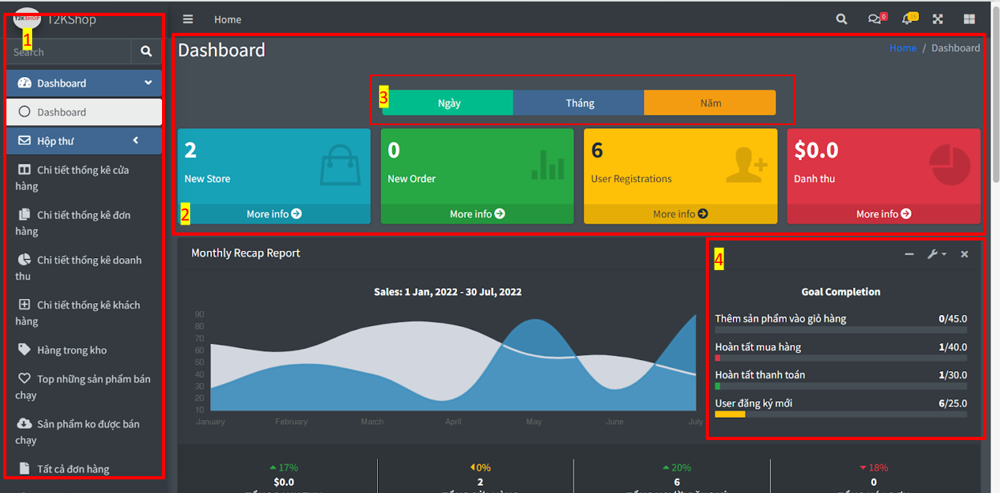 T2KSHOP
T2KShop
1
Search
Dashboard
Dashboard
Hộp thư
Chi tiết thống kê cửa
hàng
Chi tiết thống kê đơn
hàng
Chi tiết thống kê doanh
thu
Chi tiết thống kê khách
hàng
Hàng trong kho
Top những sản phẩm bán
chạy
Sản phẩm ko được bán
chạy
Tất cả đơn hàng
Home
0
15
Dashboard
Home / Dashboard
3
Ngày
Tháng
Năm
2
New Store
More info
2
0
New Order
More info
6
User Registrations
More info
$0.0
Danh thu
More info
Monthly Recap Report
4
Sales: 1 Jan, 2022 - 30 Jul, 2022
90
80
70
60
50
40
30
20
10
January February March April May June July
Goal Completion
Thêm sản phẩm vào giỏ hàng 0/45.0
Hoàn tất mua hàng 1/40.0
Hoàn tất thanh toán 1/30.0
User đăng ký mới 6/25.0
17%
$0.0
0%
2
20%
6
18%
0